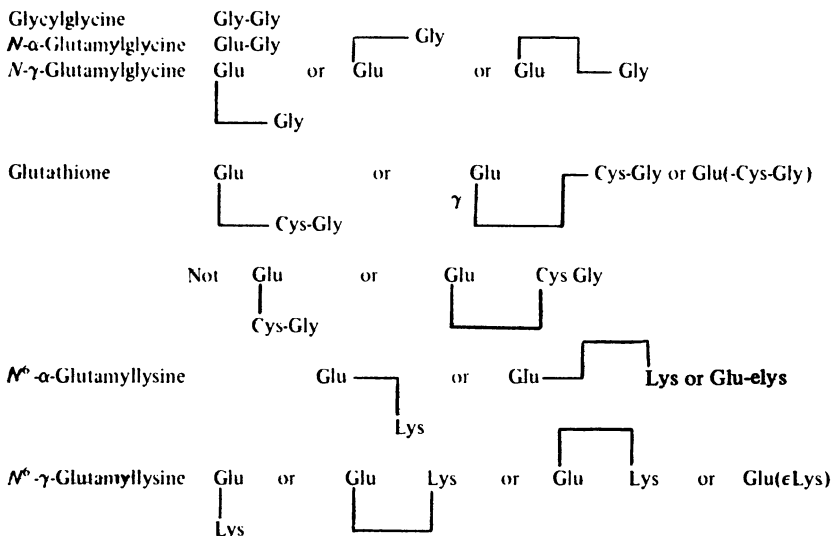 Glycylglycine Gly-Gly
N-α-Glutamylglycine Glu-Gly
N-γ-Glutamylglycine Glu or Glu Gly or Glu Gly
Gly
Glutathione Glu or Glu Cys-Gly or Glu(-Cys-Gly)
γ
Cys-Gly
Not Glu or Glu Cys Gly
Cys-Gly
N⁶-α-Glutamyllysine Glu or Glu Lys or Glu-elys
Lys
N⁶-γ-Glutamyllysine Glu or Glu Lys or Glu Lys or Glu(εLys)
Lys